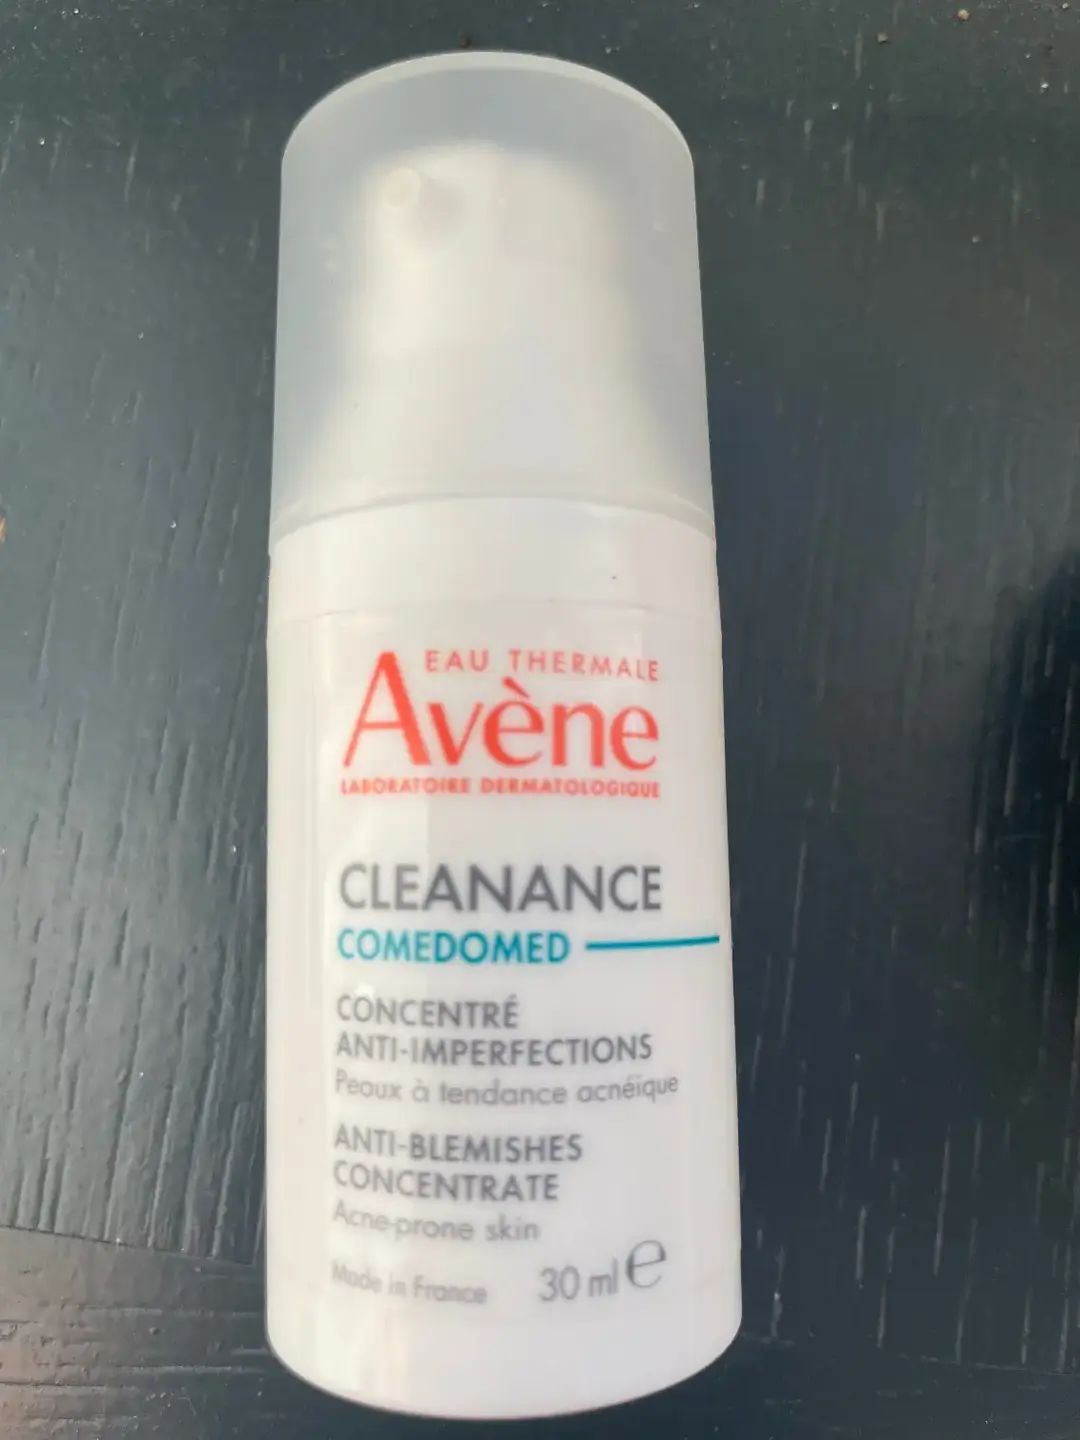 EAU THERMALE
Avène
LABORATOIRE DERMATOLOGIQUE
CLEANANCE
COMEDOMED
CONCENTRÉ
ANTI-IMPERFECTIONS
Peaux à tendance acnéique
ANTI-BLEMISHES
CONCENTRATE
Acne-prone skin
Made in France 30 ml e